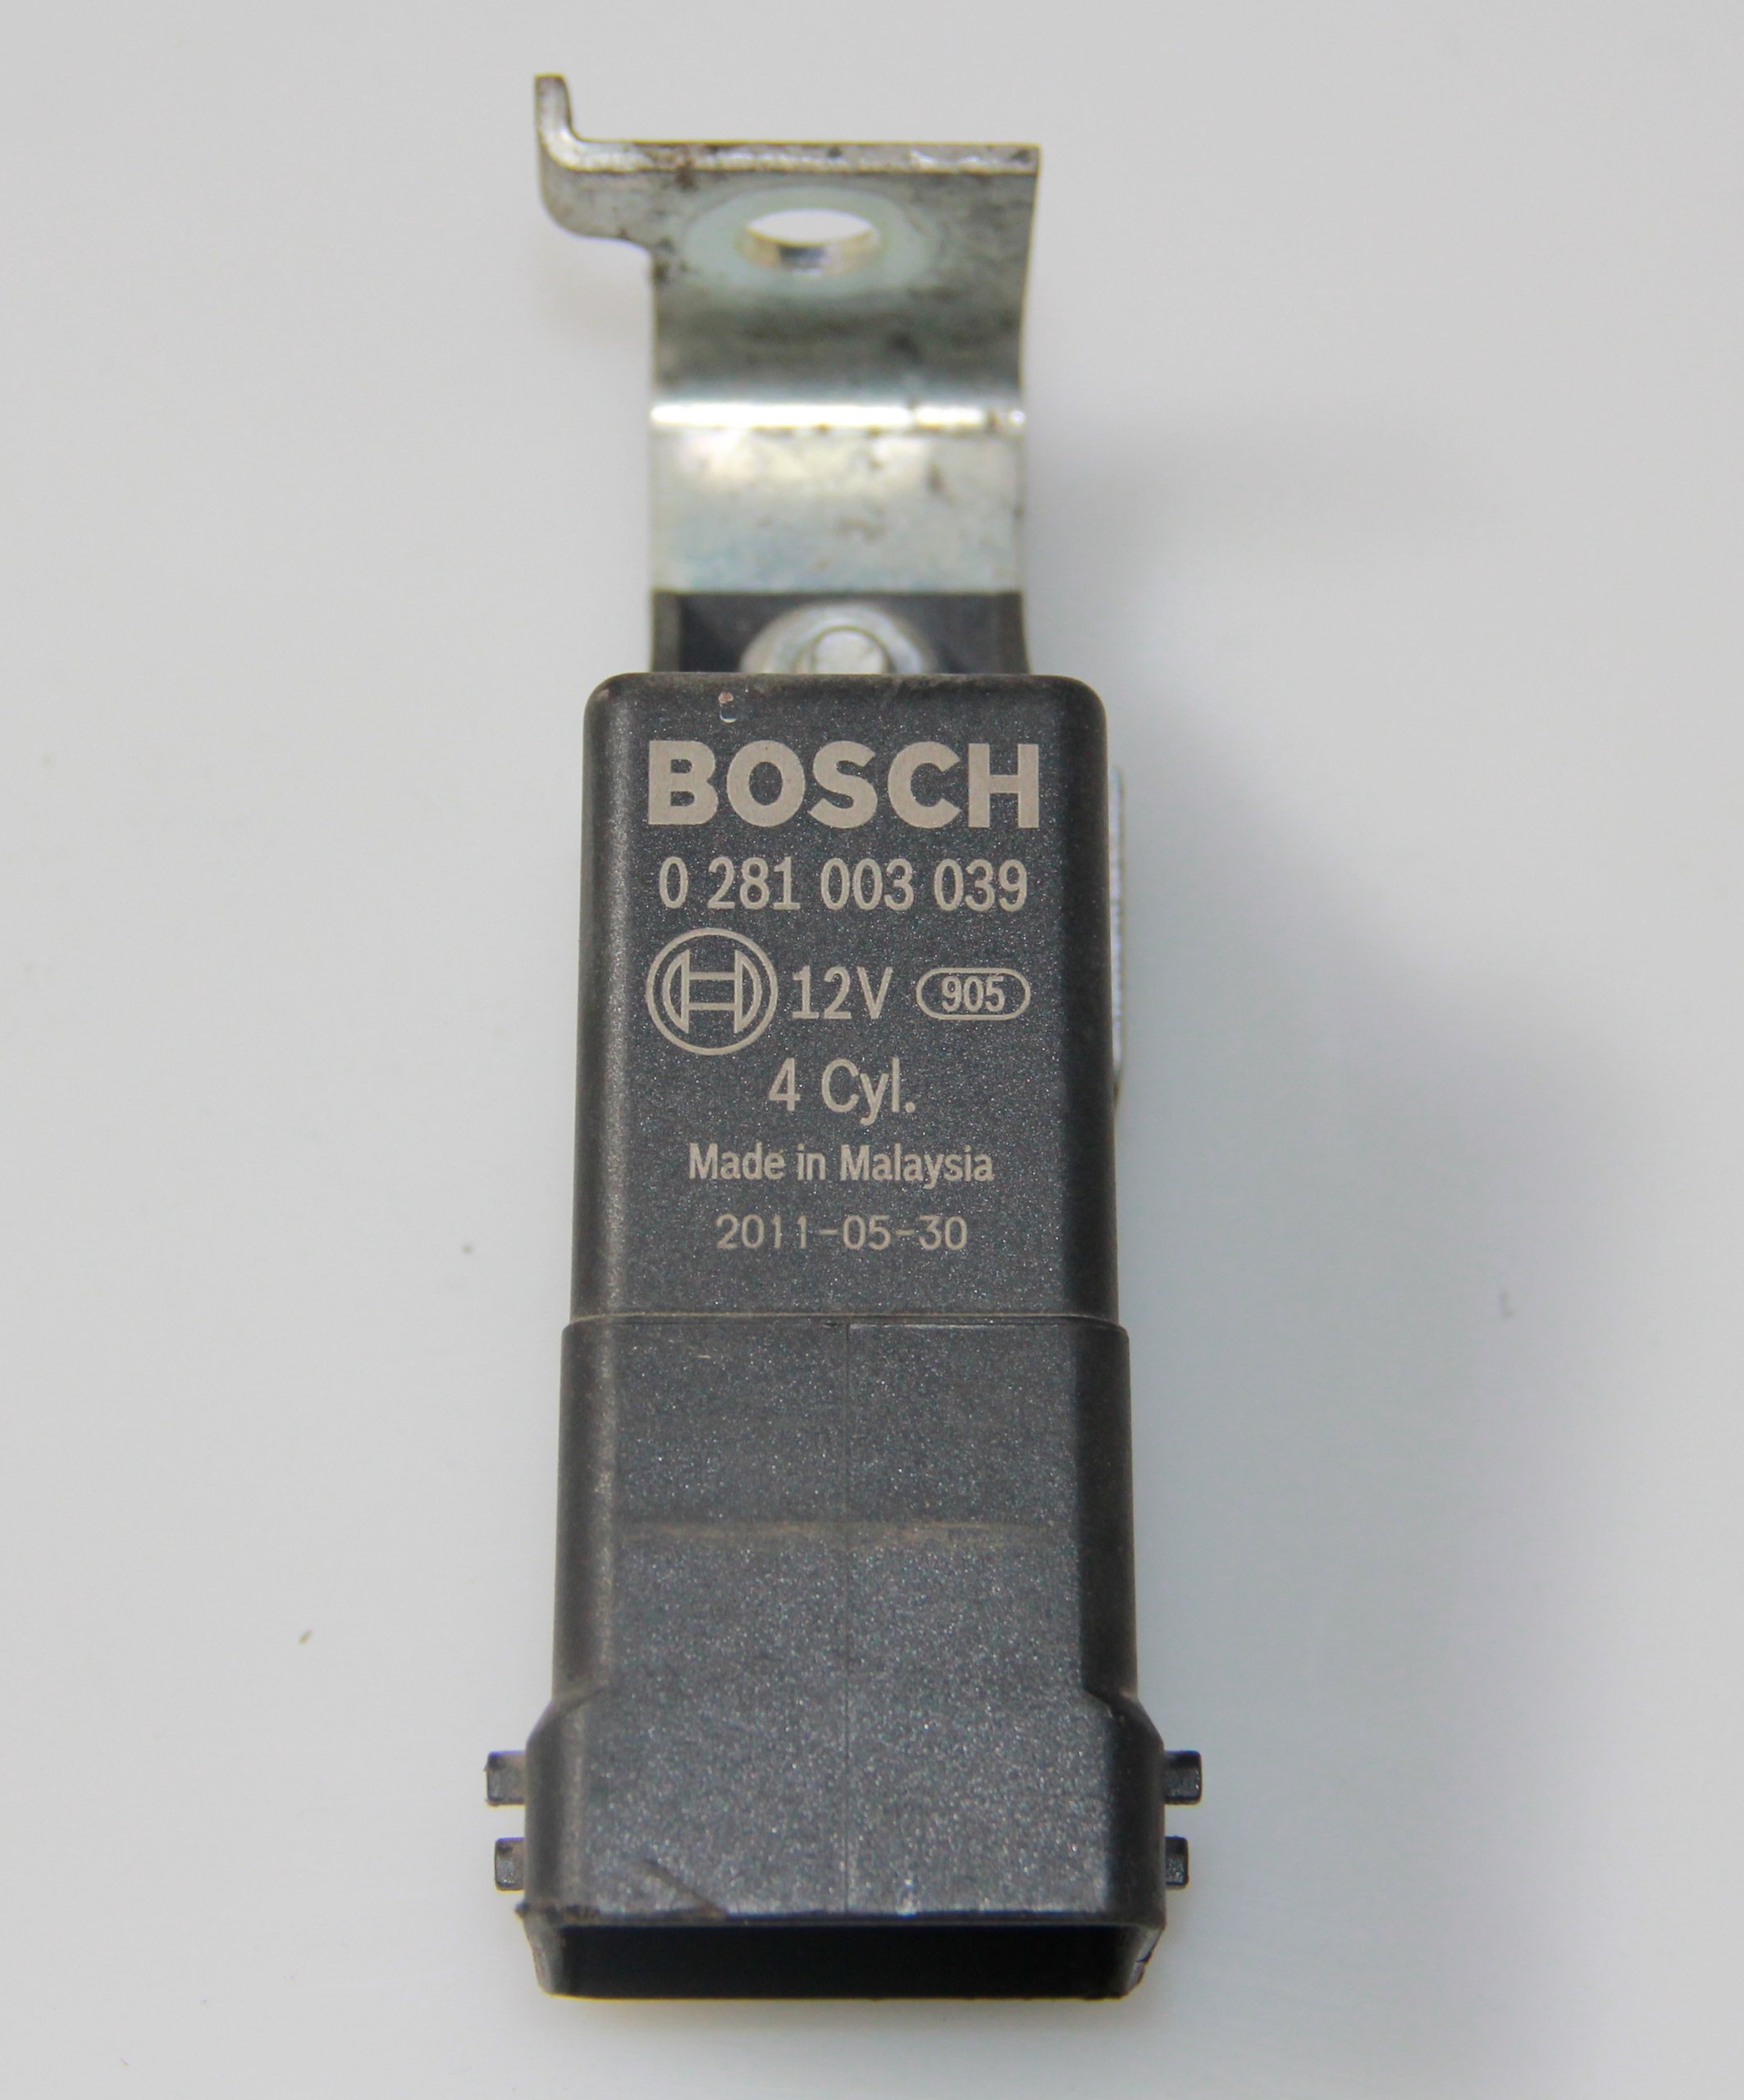 BOSCH
0 281 003 039
12V 905
4 Cyl.
Made in Malaysia
2011-05-30